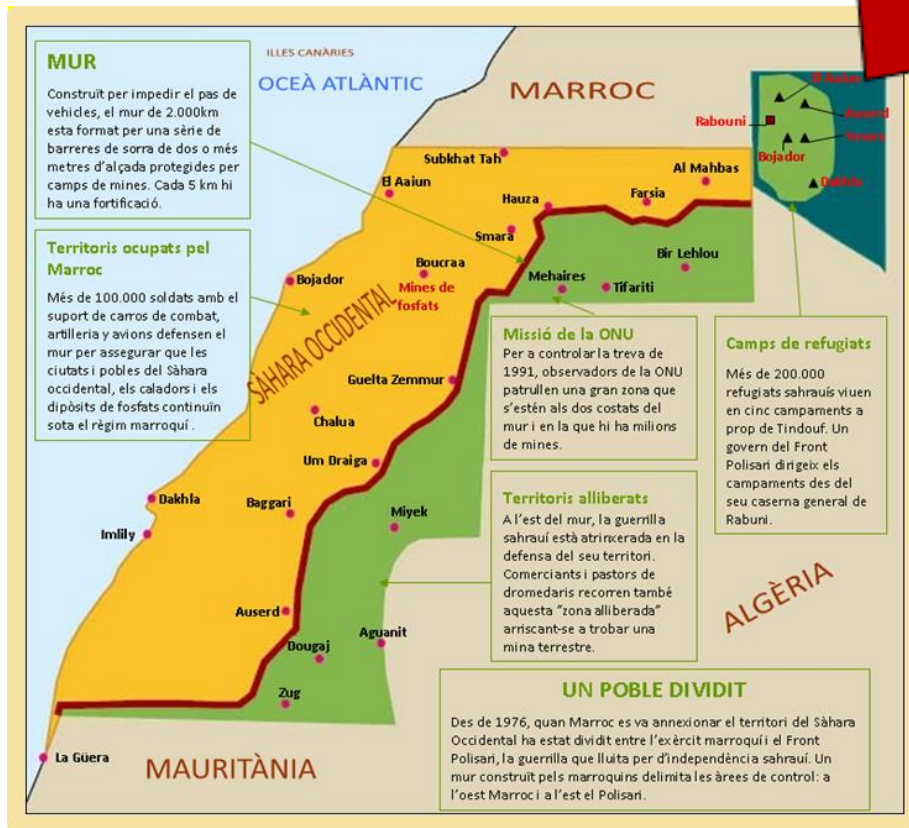 MUR
Construït per impedir el pas de
vehicles, el mur de 2.000km
esta format per una sèrie de
barreres de sorra de dos o més
metres d'alçada protegides per
camps de mines. Cada 5 km hi
ha una fortificació.
Territoris ocupats pel
Marroc
Més de 100.000 soldats amb el
suport de carros de combat,
artilleria y avions defensen el
mur per assegurar que les
ciutats i pobles del Sàhara
occidental, els caladors i els
dipòsits de fosfats continuïn
sota el règim marroquí .
ILLES CANÀRIES
OCEÀ ATLÀNTIC
MARROC
El Aaiun
Auserd
Rabouni
Smara
Bojador
Dakhla
Subkhat Tah
Al Mahbas
El Aaiun
Farsia
Hauza
Smara
Bir Lehlou
Boucraa
Mehaires
Bojador
Mines de
fosfats
Tifariti
SÀHARA OCCIDENTAL
Guelta Zemmur
Chalua
Um Draiga
Dakhla
Baggari
Miyek
Imlily
Auserd
Aguanit
Dougaj
Zug
La Güera
MAURITÀNIA
ALGÈRIA
Missió de la ONU
Per a controlar la treva de
1991, observadors de la ONU
patrullen una gran zona que
s'estén als dos costats del
mur i en la que hi ha milions
de mines.
Camps de refugiats
Més de 200.000
refugiats sahrauís viuen
en cinc campaments a
prop de Tindouf. Un
govern del Front
Polisari dirigeix els
campaments des del
seu caserna general de
Rabuni.
Territoris alliberats
A l'est del mur, la guerrilla
sahrauí està atrinxerada en la
defensa del seu territori.
Comerciants i pastors de
dromedaris recorren també
aquesta "zona alliberada"
arriscant-se a trobar una
mina terrestre.
UN POBLE DIVIDIT
Des de 1976, quan Marroc es va annexionar el territori del Sàhara
Occidental ha estat dividit entre l'exèrcit marroquí i el Front
Polisari, la guerrilla que lluita per d'independència sahrauí. Un
mur construït pels marroquins delimita les àrees de control: a
l'oest Marroc i a l'est el Polisari.